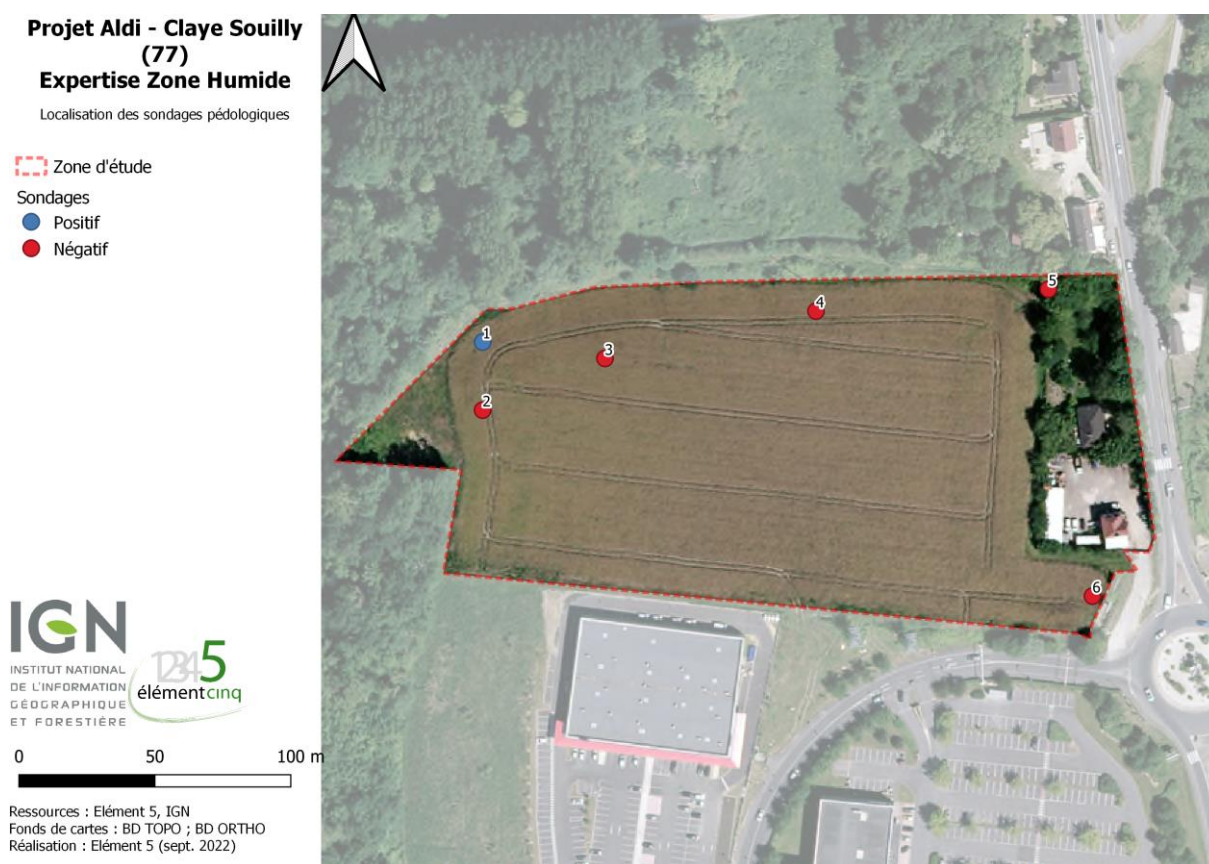 Projet Aldi - Claye Souilly
(77)
Expertise Zone Humide
Localisation des sondages pédologiques
Zone d'étude
Sondages
Positif
Négatif
1
2
3
4
5
6
IGN
INSTITUT NATIONAL
DE L'INFORMATION
GÉOGRAPHIQUE
ET FORESTIÈRE
12345
élémentcinq
0 50 100 m
Ressources : Elément 5, IGN
Fonds de cartes : BD TOPO ; BD ORTHO
Réalisation : Elément 5 (sept. 2022)